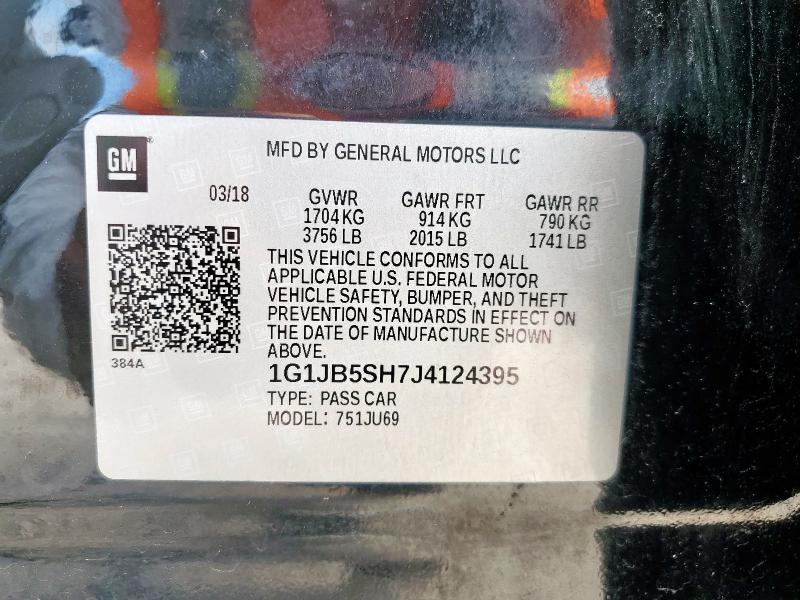 GM
MFD BY GENERAL MOTORS LLC
03/18
GVWR GAWR FRT GAWR RR
1704 KG 914 KG 790 KG
3756 LB 2015 LB 1741 LB
THIS VEHICLE CONFORMS TO ALL
APPLICABLE U.S. FEDERAL MOTOR
VEHICLE SAFETY, BUMPER, AND THEFT
PREVENTION STANDARDS IN EFFECT ON
THE DATE OF MANUFACTURE SHOWN
ABOVE.
384A
1G1JB5SH7J4124395
TYPE: PASS CAR
MODEL: 751JU69